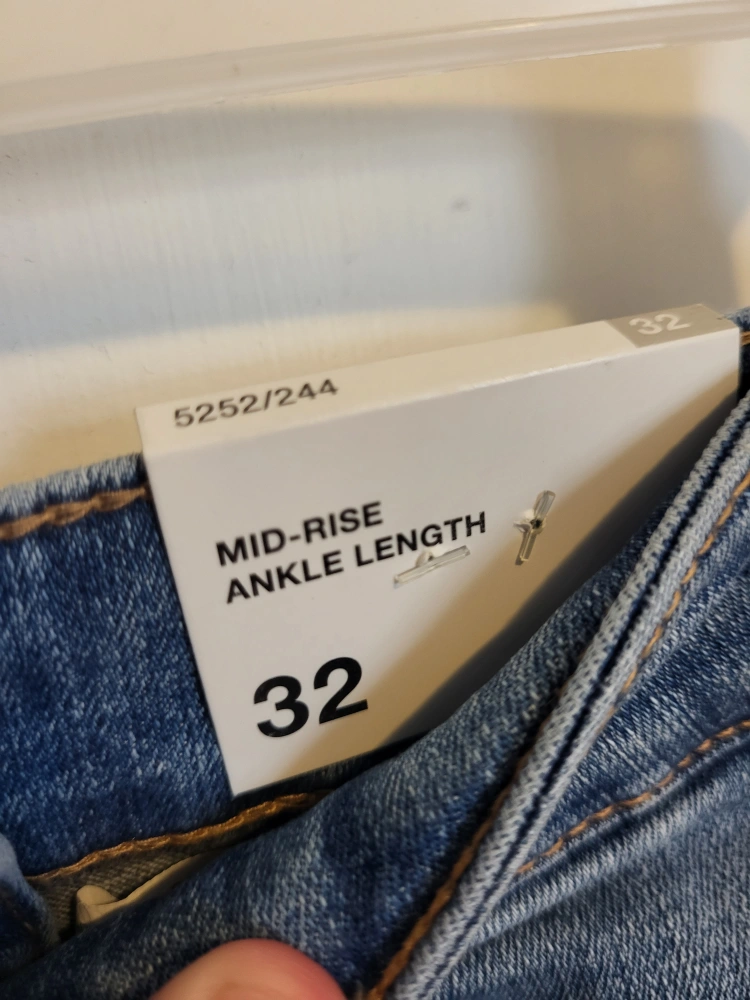 32
5252/244
MID-RISE
ANKLE LENGTH
32